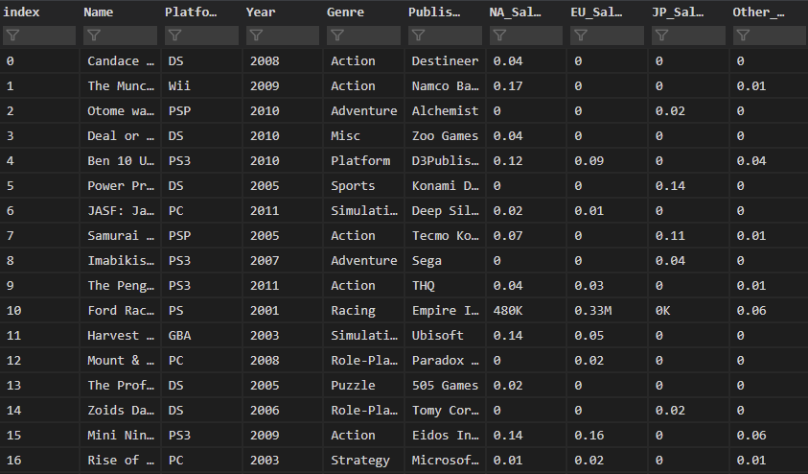 index Name Platfo… Year Genre Publis… NA_Sal… EU_Sal… JP_Sal… Other_…
0 Candace … DS 2008 Action Destineer 0.04 0 0 0
1 The Munc… Wii 2009 Action Namco Ba… 0.17 0 0 0.01
2 Otome wa… PSP 2010 Adventure Alchemist 0 0 0.02 0
3 Deal or … DS 2010 Misc Zoo Games 0.04 0 0 0
4 Ben 10 U… PS3 2010 Platform D3Publis… 0.12 0.09 0 0.04
5 Power Pr… DS 2005 Sports Konami D… 0 0 0.14 0
6 JASF: Ja… PC 2011 Simulati… Deep Sil… 0.02 0.01 0 0
7 Samurai … PSP 2005 Action Tecmo Ko… 0.07 0 0.11 0.01
8 Imabikis… PS3 2007 Adventure Sega 0 0 0.04 0
9 The Peng… PS3 2011 Action THQ 0.04 0.03 0 0.01
10 Ford Rac… PS 2001 Racing Empire I… 480K 0.33M 0K 0.06
11 Harvest … GBA 2003 Simulati… Ubisoft 0.14 0.05 0 0
12 Mount & … PC 2008 Role-Pla… Paradox … 0 0.02 0 0
13 The Prof… DS 2005 Puzzle 505 Games 0.02 0 0 0
14 Zoids Da… DS 2006 Role-Pla… Tomy Cor… 0 0 0.02 0
15 Mini Nin… PS3 2009 Action Eidos In… 0.14 0.16 0 0.06
16 Rise of … PC 2003 Strategy Microsof… 0.01 0.02 0 0.01